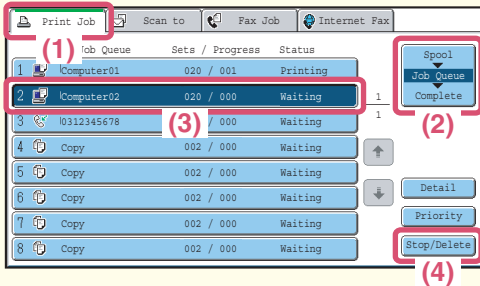 Print Job Scan to Fax Job Internet Fax
(1)
Job Queue Sets / Progress Status
1 Computer01 020 / 001 Printing
2 Computer02 020 / 000 Waiting
3 0312345678 020 / 000 Waiting
(3)
4 Copy 002 / 000 Waiting
5 Copy 002 / 000 Waiting
6 Copy 002 / 000 Waiting
7 Copy 002 / 000 Waiting
8 Copy 002 / 000 Waiting
1
1
Spool
Job Queue
Complete
(2)
Detail
Priority
Stop/Delete
(4)